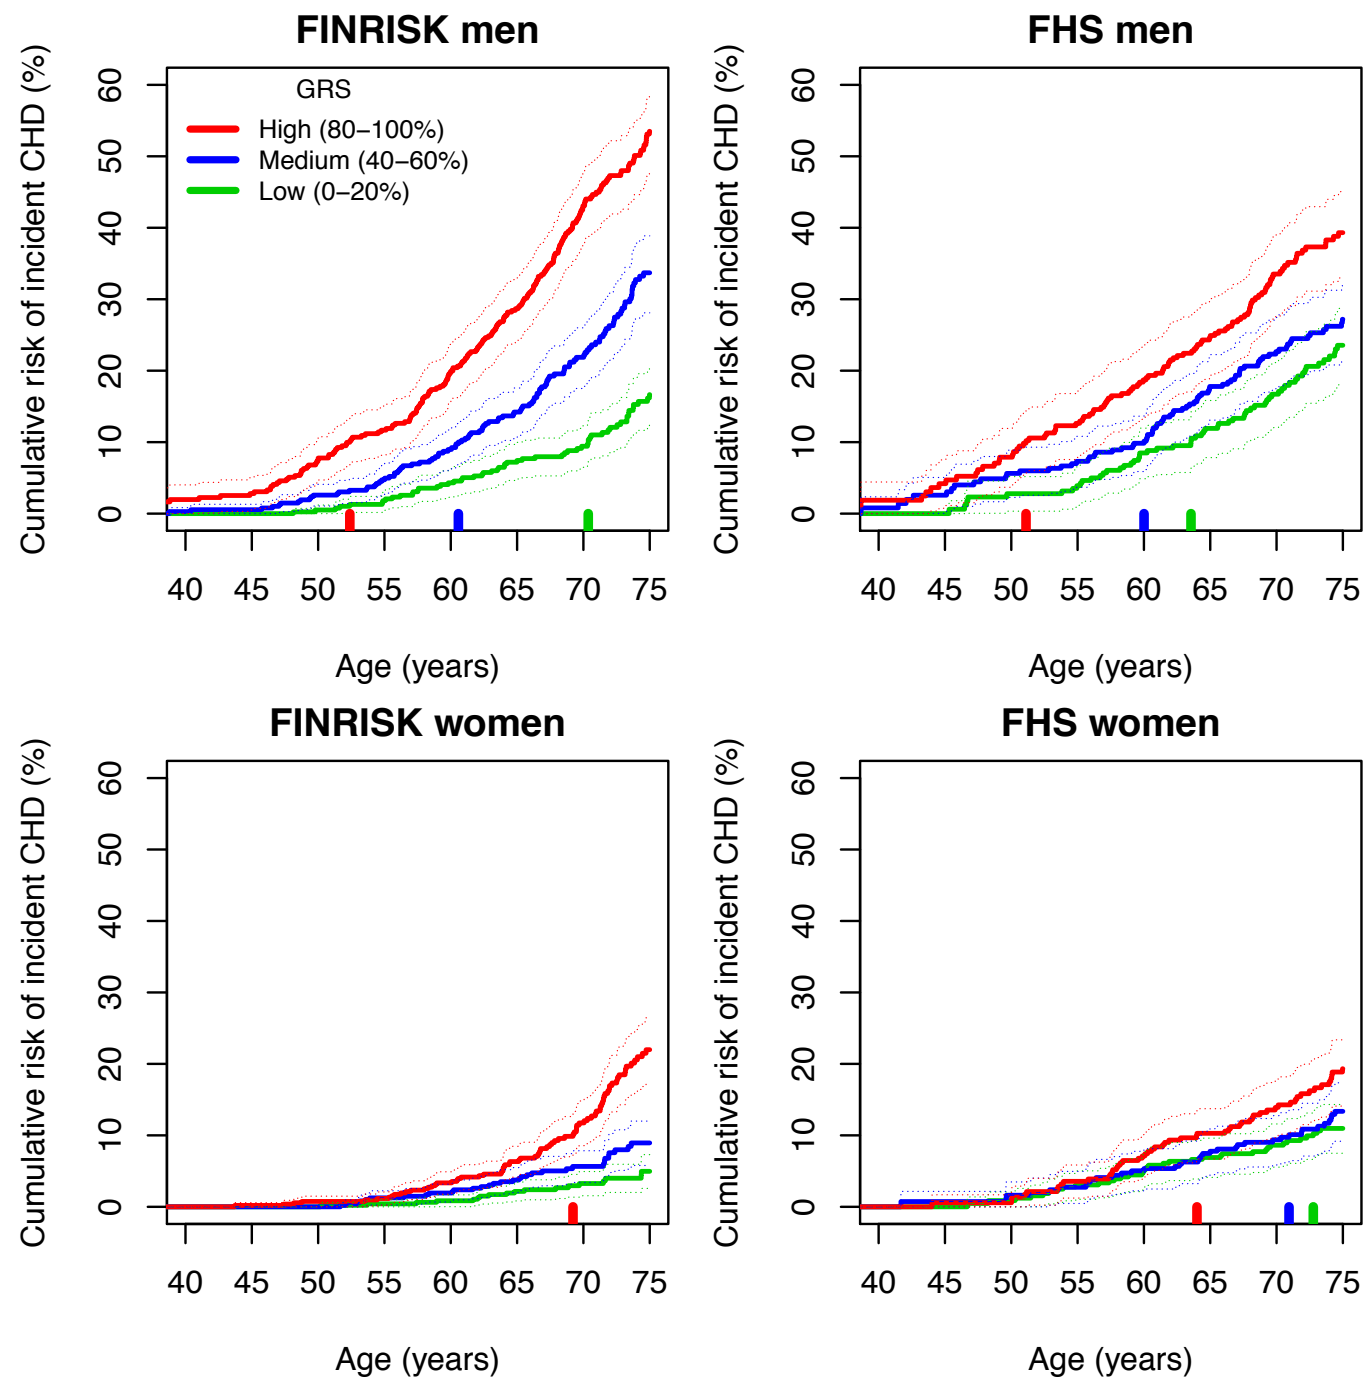 FINRISK men
Cumulative risk of incident CHD (%)
60
50
40
30
20
10
0
GRS
High (80−100%)
Medium (40−60%)
Low (0−20%)
40 45 50 55 60 65 70 75
Age (years)
FHS men
Cumulative risk of incident CHD (%)
60
50
40
30
20
10
0
40 45 50 55 60 65 70 75
Age (years)
FINRISK women
Cumulative risk of incident CHD (%)
60
50
40
30
20
10
0
40 45 50 55 60 65 70 75
Age (years)
FHS women
Cumulative risk of incident CHD (%)
60
50
40
30
20
10
0
40 45 50 55 60 65 70 75
Age (years)